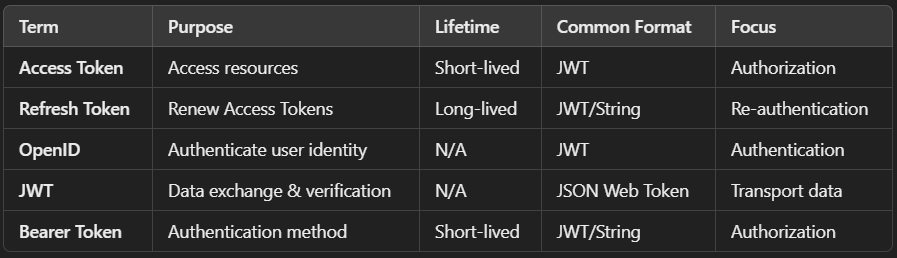 Term Purpose Lifetime Common Format Focus
Access Token Access resources Short-lived JWT Authorization
Refresh Token Renew Access Tokens Long-lived JWT/String Re-authentication
OpenID Authenticate user identity N/A JWT Authentication
JWT Data exchange & verification N/A JSON Web Token Transport data
Bearer Token Authentication method Short-lived JWT/String Authorization